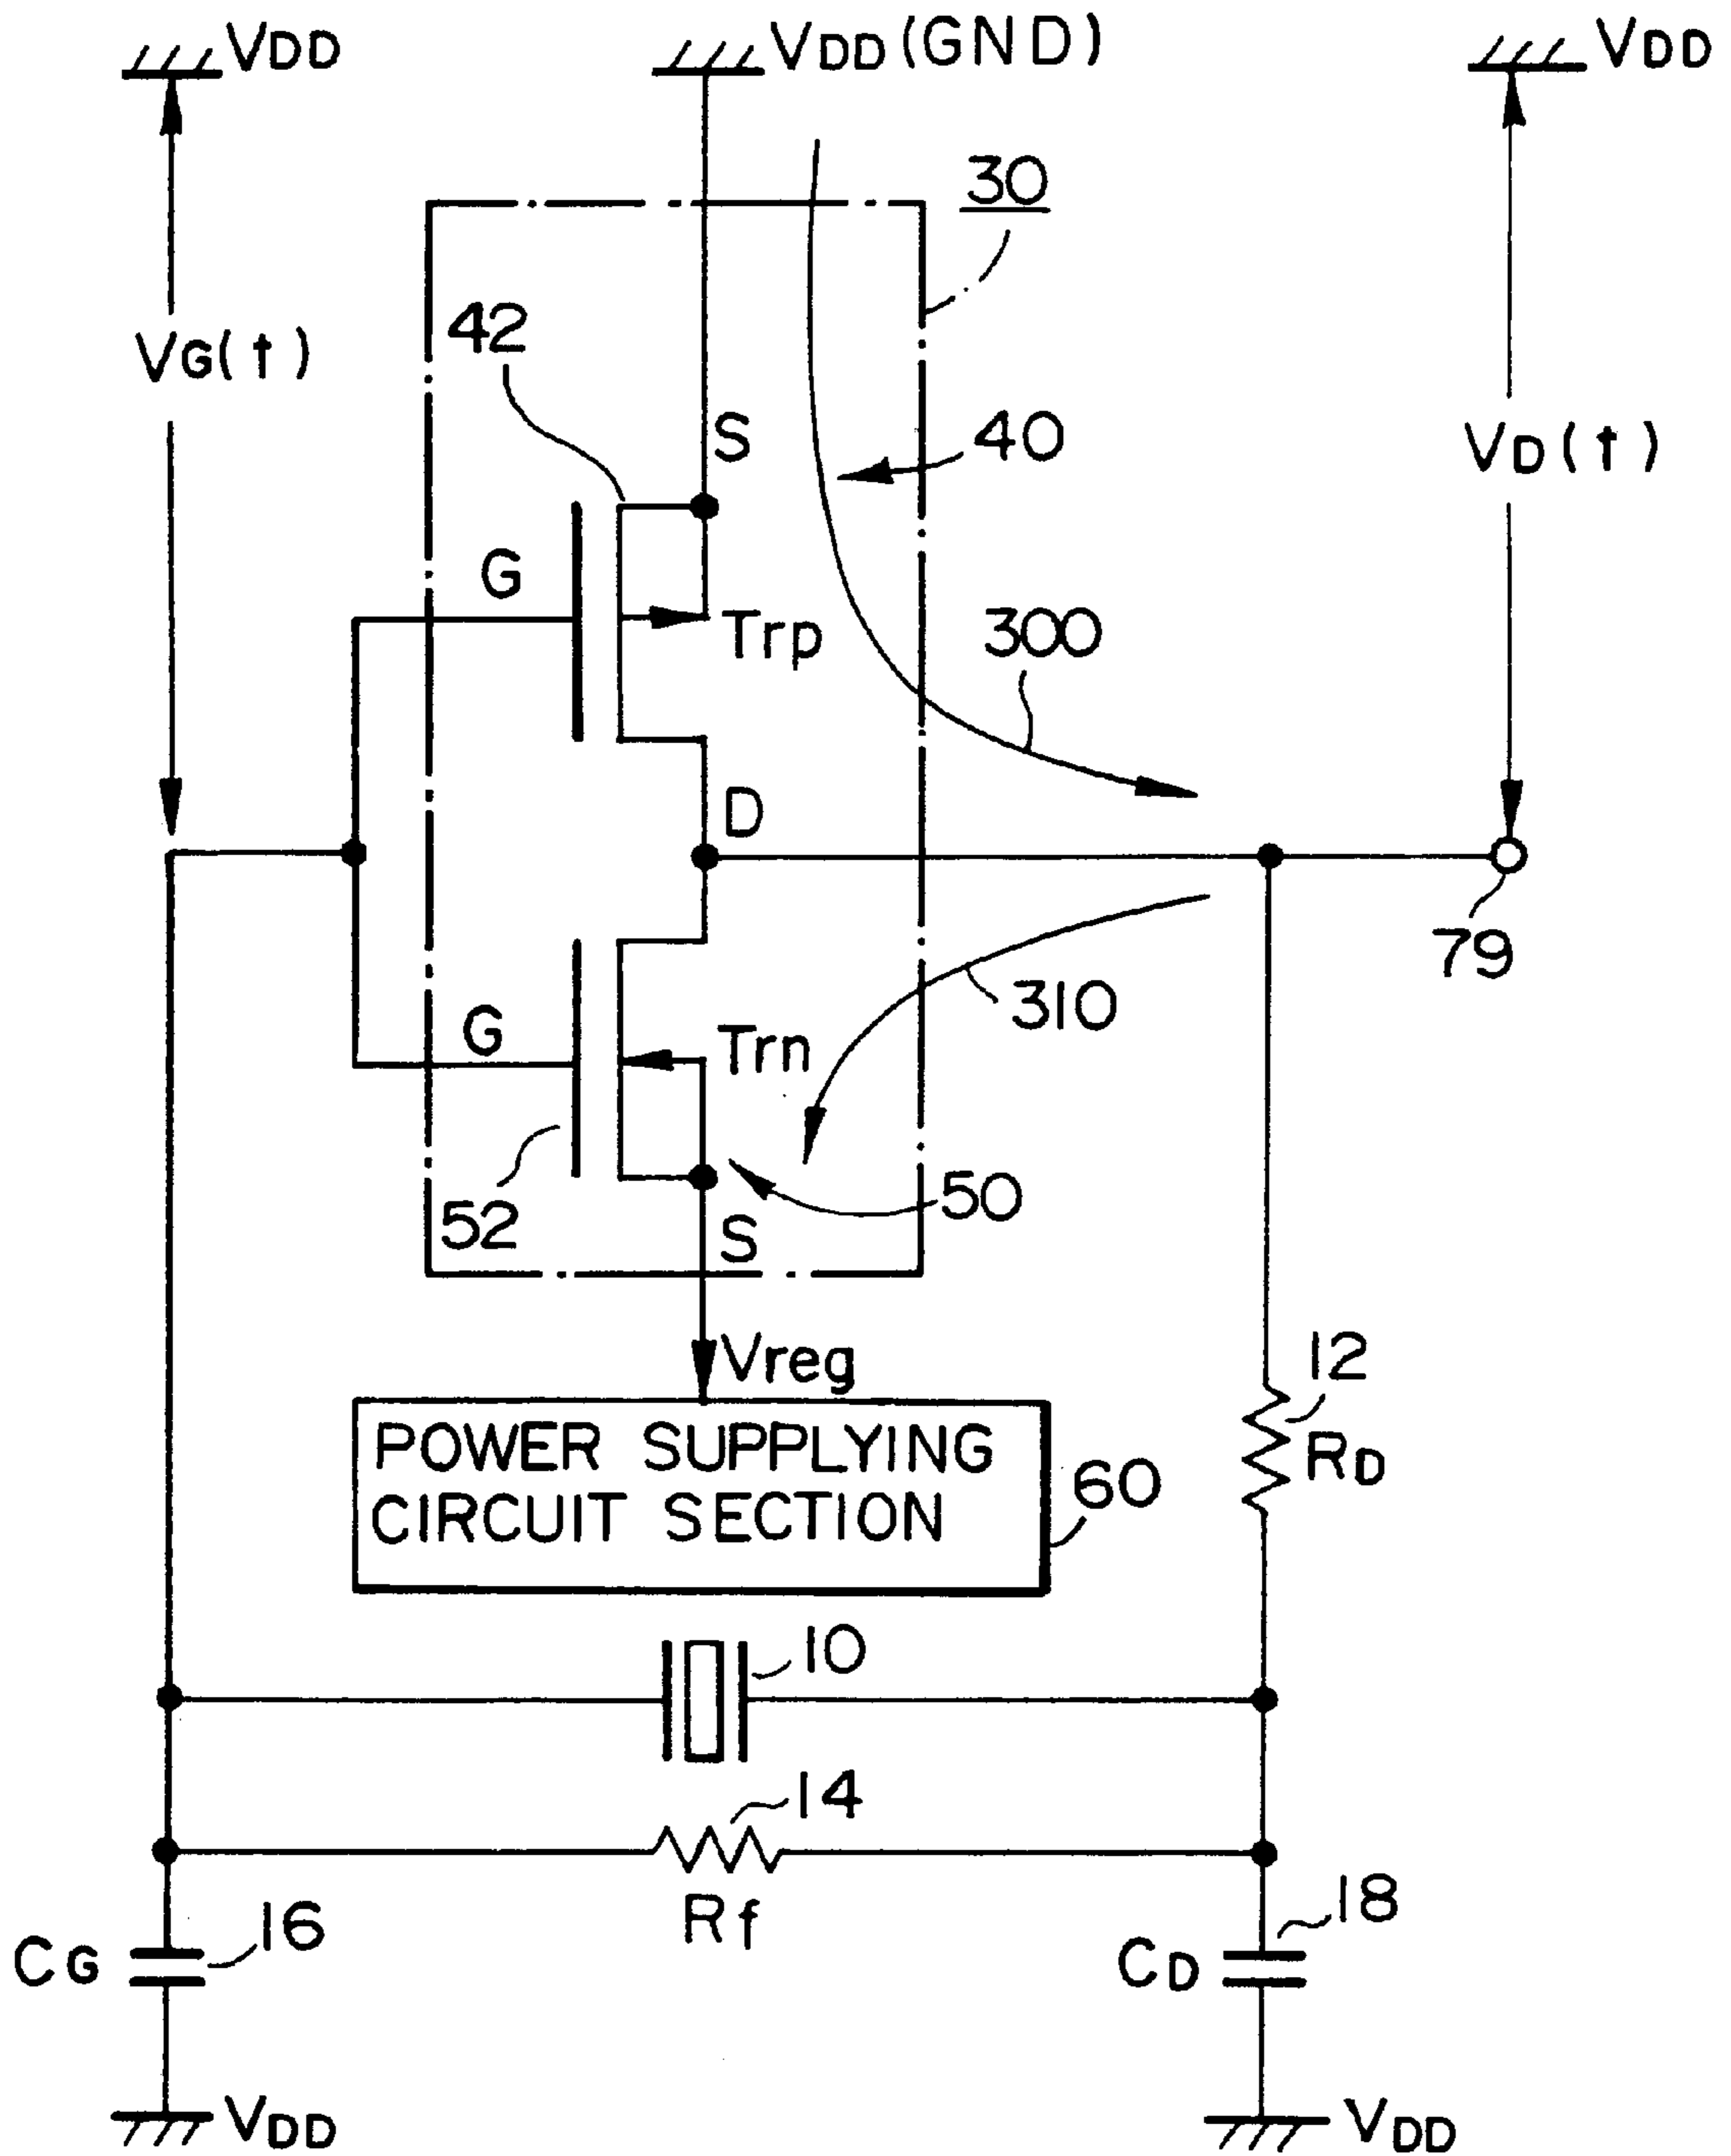 VDD
VDD(GND)
VDD
30
42
VG(t)
S
40
VD(t)
G
Trp
300
D
79
310
G
Trn
52
50
S
Vreg
12
RD
POWER SUPPLYING
CIRCUIT SECTION
60
10
14
Rf
16
CG
18
CD
VDD
VDD